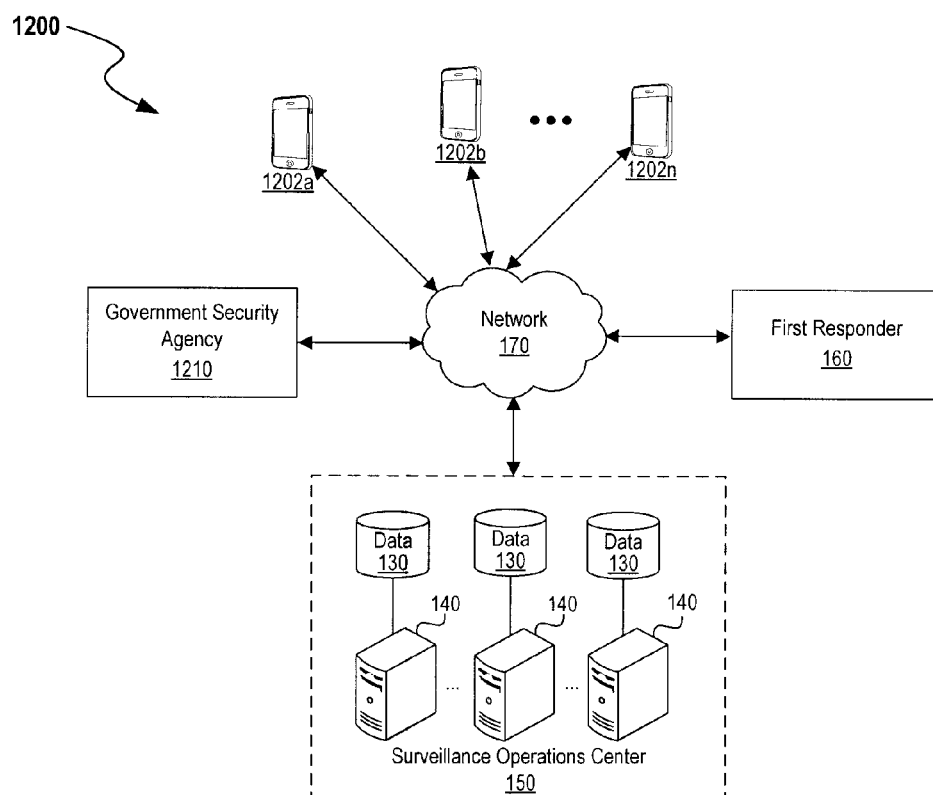 1200
1202a
1202b
•••
1202n
Government Security
Agency
1210
Network
170
First Responder
160
Data
130
Data
130
Data
130
140
140
140
...
...
Surveillance Operations Center
150